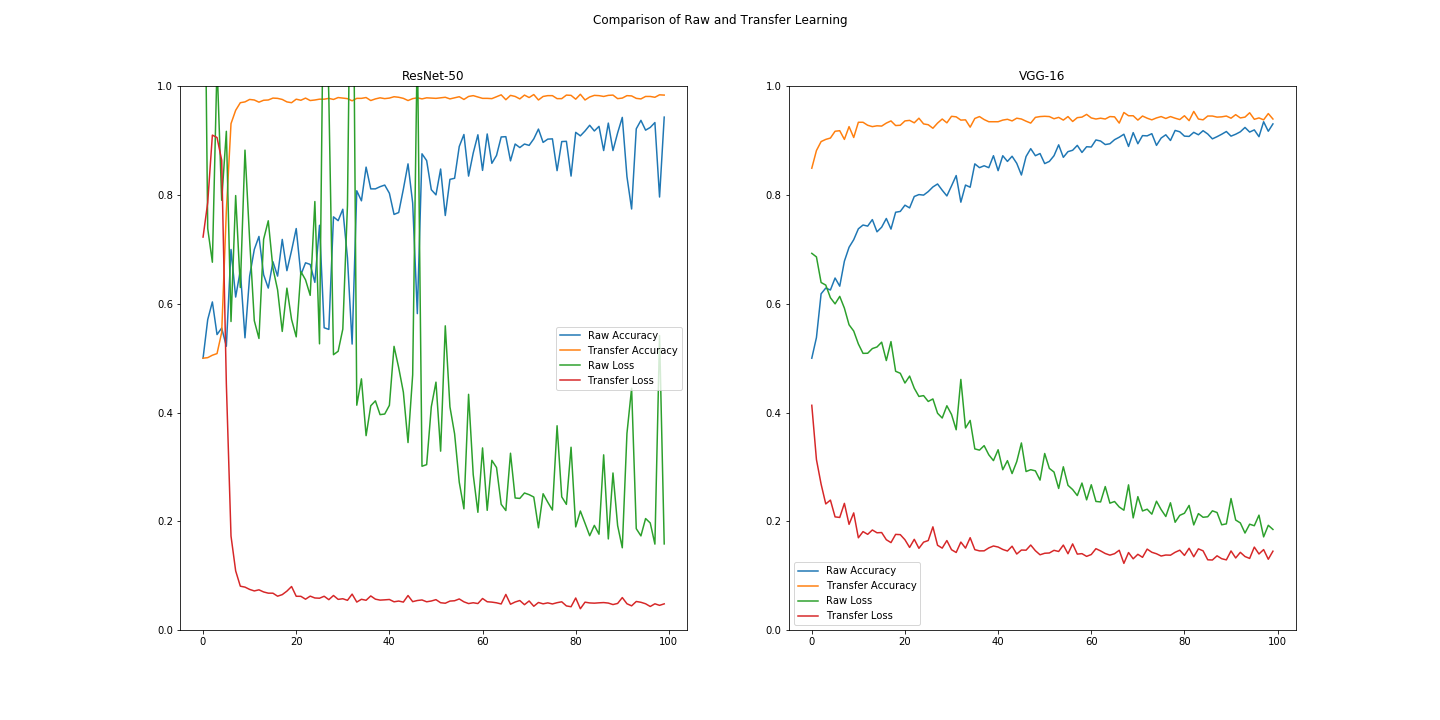 Comparison of Raw and Transfer Learning
ResNet-50
1.0
0.8
0.6
0.4
0.2
0.0
0
20
40
60
80
100
Raw Accuracy
Transfer Accuracy
Raw Loss
Transfer Loss
VGG-16
1.0
0.8
0.6
0.4
0.2
0.0
0
20
40
60
80
100
Raw Accuracy
Transfer Accuracy
Raw Loss
Transfer Loss